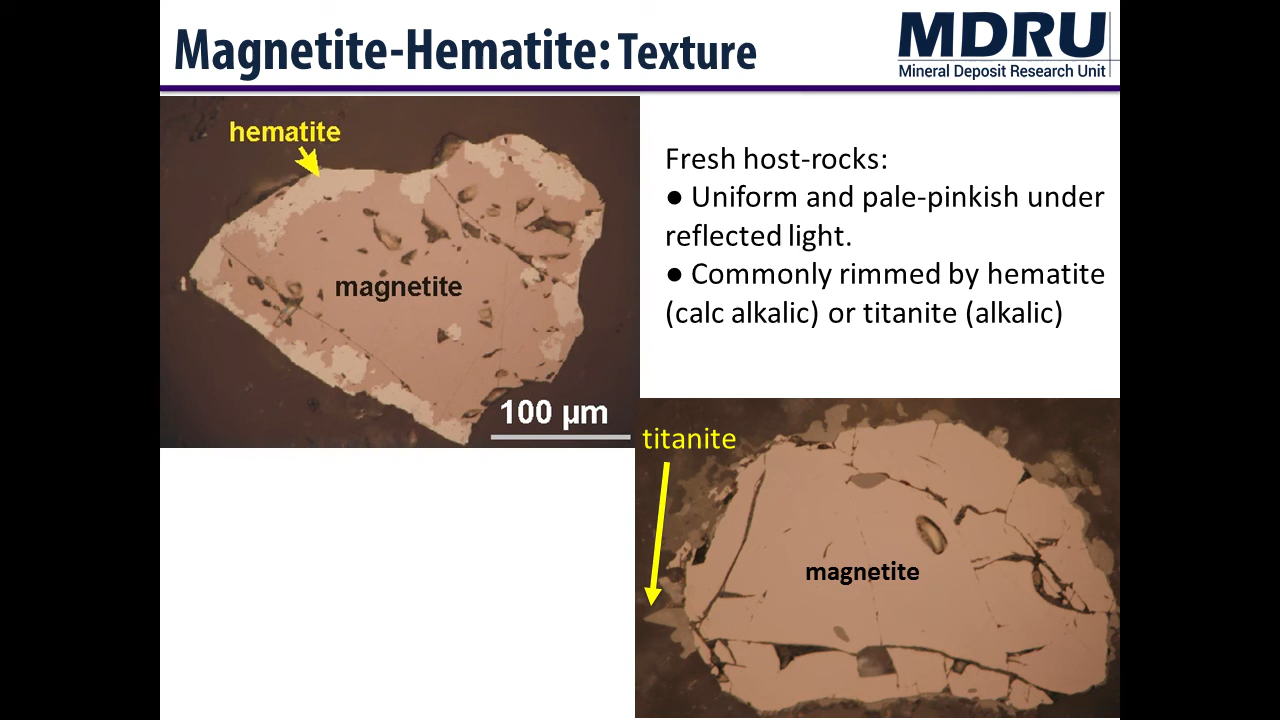 Magnetite-Hematite: Texture
MDRU
Mineral Deposit Research Unit
hematite
magnetite
100 µm
Fresh host-rocks:
● Uniform and pale-pinkish under
reflected light.
● Commonly rimmed by hematite
(calc alkalic) or titanite (alkalic)
titanite
magnetite